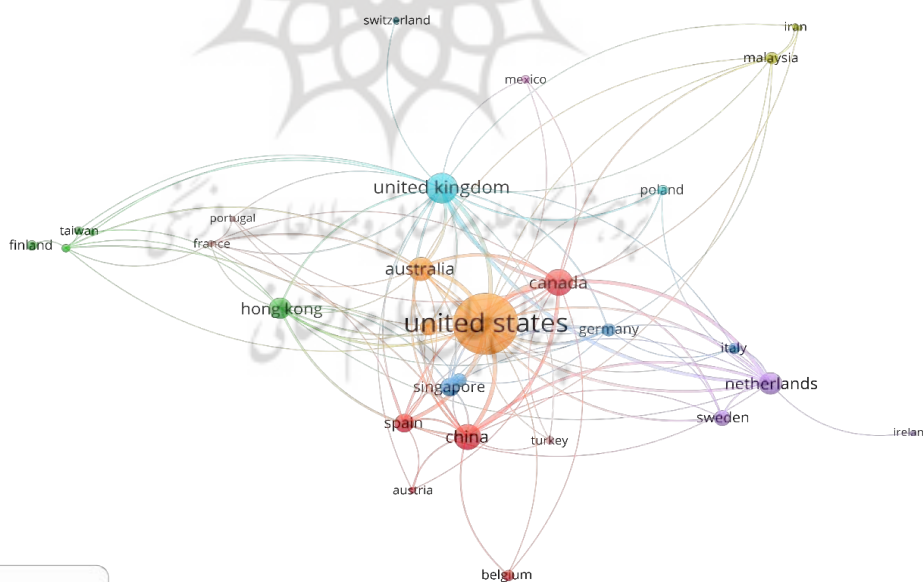 switzerland
iran
malaysia
mexico
united kingdom
poland
portugal
taiwan
finland
france
australia
canada
hong kong
united states
germany
italy
singapore
netherlands
sweden
spain
china
turkey
irelan
austria
belgium